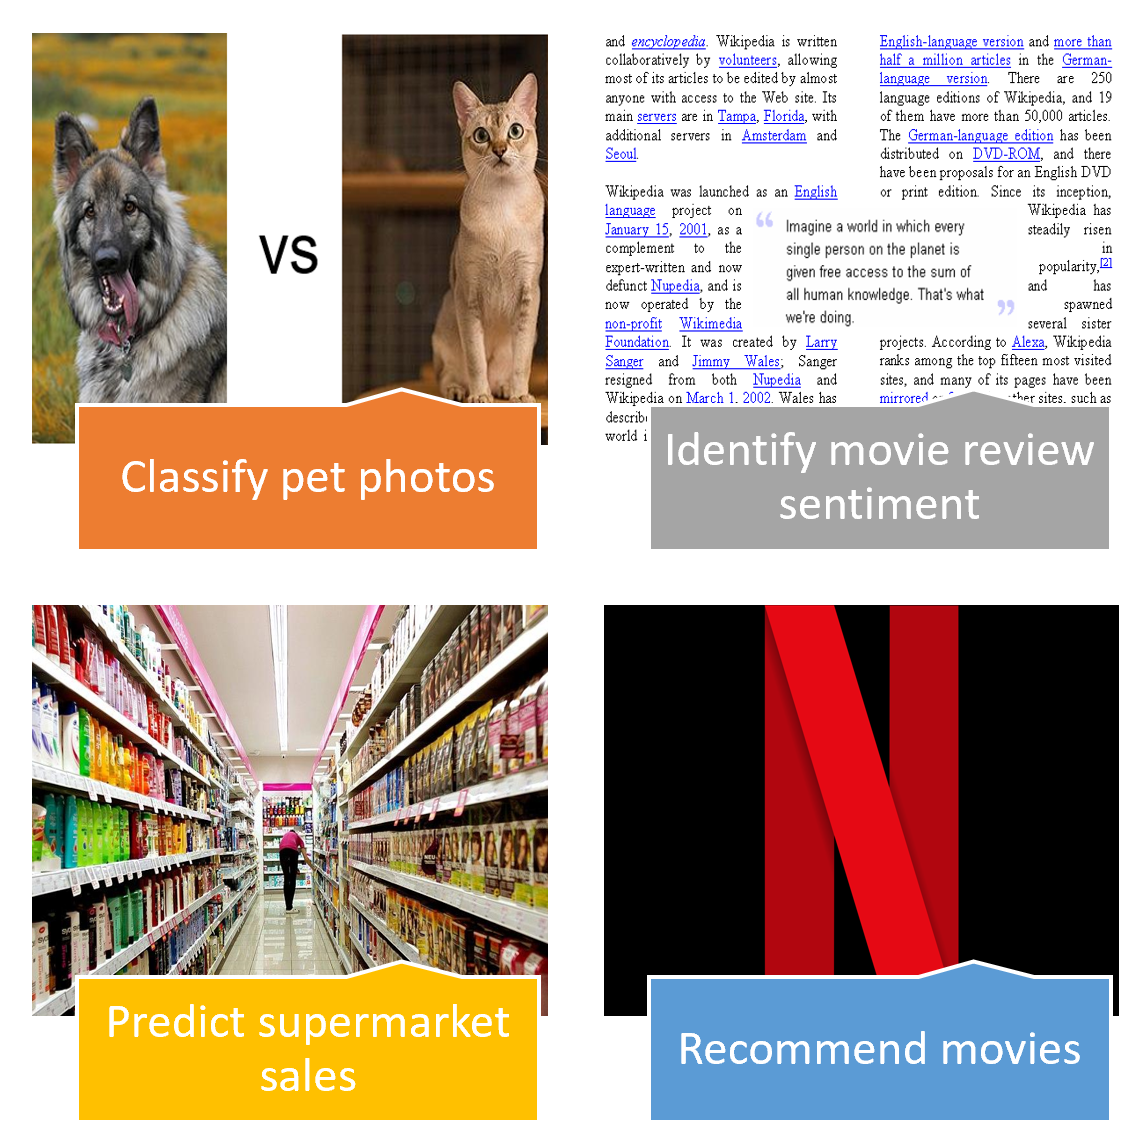 VS
Classify pet photos
and encyclopedia. Wikipedia is written
collaboratively by volunteers, allowing
most of its articles to be edited by almost
anyone with access to the Web site. Its
main servers are in Tampa, Florida, with
additional servers in Amsterdam and
Seoul.
Wikipedia was launched as an English
language project on
January 15, 2001, as a
complement to the
expert-written and now
defunct Nupedia, and is
now operated by the
non-profit Wikimedia
Foundation. It was created by Larry
Sanger and Jimmy Wales; Sanger
resigned from both Nupedia and
Wikipedia on March 1, 2002. Wales has
world
“ Imagine a world in which every
single person on the planet is
given free access to the sum of
all human knowledge. That's what
we're doing. ”
English-language version and more than
half a million articles in the German-
language version. There are 250
language editions of Wikipedia, and 19
of them have more than 50,000 articles.
The German-language edition has been
distributed on DVD-ROM, and there
have been proposals for an English DVD
or print edition. Since its inception,
Wikipedia has
steadily risen
in
popularity,[2]
and has
spawned
several sister
projects. According to Alexa, Wikipedia
ranks among the top fifteen most visited
sites, and many of its pages have been
mirrored sites, such as
Identify movie review
sentiment
Predict supermarket
sales
Recommend movies